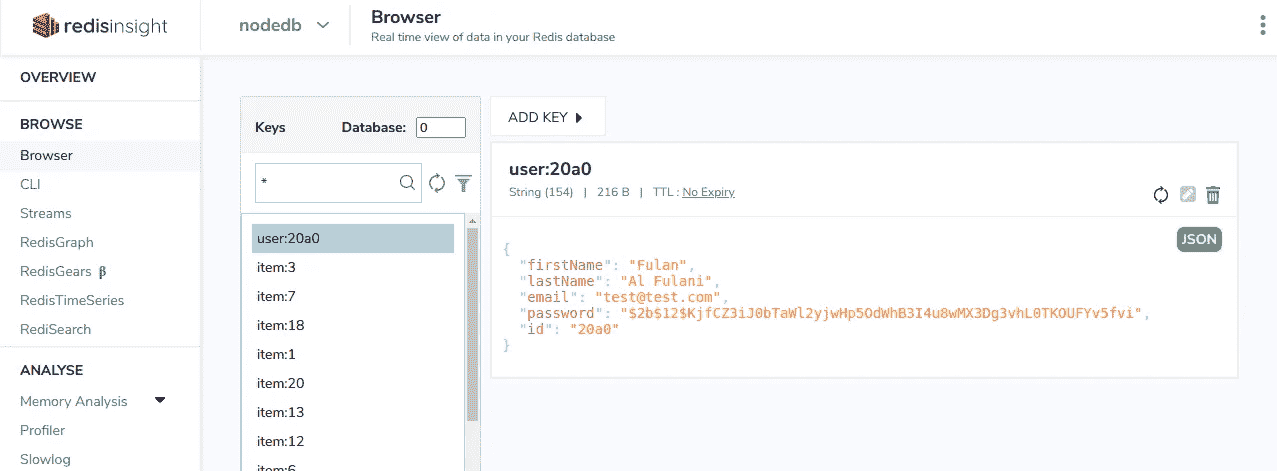 redisinsight
nodedb
Browser
Real time view of data in your Redis database
OVERVIEW
BROWSE
Browser
CLI
Streams
RedisGraph
RedisGears β
RedisTimeSeries
RediSearch
ANALYSE
Memory Analysis
Profiler
Slowlog
Keys Database: 0
*
user:20a0
item:3
item:7
item:18
item:1
item:20
item:13
item:12
item:6
ADD KEY
user:20a0
String (154) | 216 B | TTL : No Expiry
JSON
{
"firstName": "Fulan",
"lastName": "Al Fulani",
"email": "test@test.com",
"password": "$2b$12$KjfCZ3iJ0bTaWl2yjwHp5OdWhB3I4u8wMX3Dg3vhL0TKOUFYv5fvi",
"id": "20a0"
}